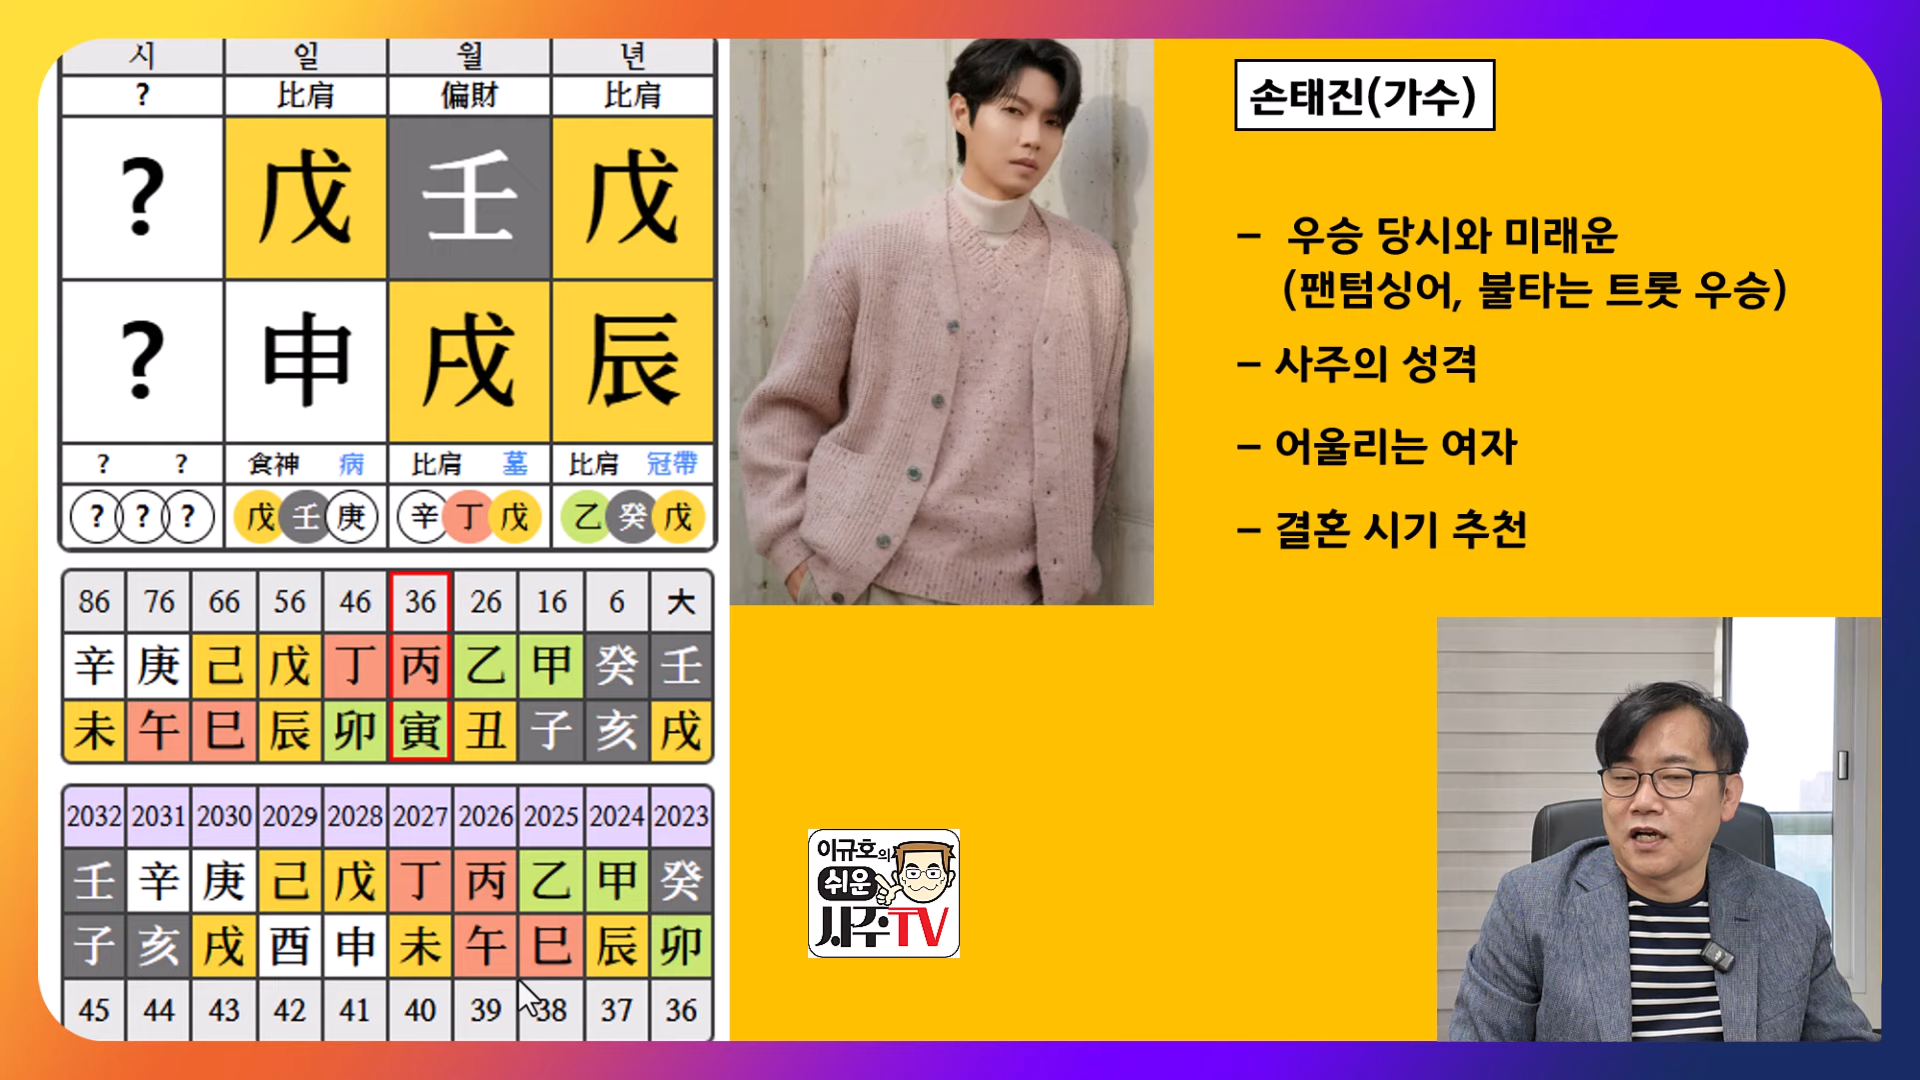 시 일 월 년
? 比肩 偏財 比肩
? 戊 壬 戊
? 申 戌 辰
? ? 食神 病 比肩 墓 比肩 冠帶
? ? ? 戊 壬 庚 辛 丁 戊 乙 癸 戊
86 76 66 56 46 36 26 16 6 大
辛 庚 己 戊 丁 丙 乙 甲 癸 壬
未 午 巳 辰 卯 寅 丑 子 亥 戌
2032 2031 2030 2029 2028 2027 2026 2025 2024 2023
壬 辛 庚 己 戊 丁 丙 乙 甲 癸
子 亥 戌 酉 申 未 午 巳 辰 卯
45 44 43 42 41 40 39 38 37 36
손태진(가수)
– 우승 당시와 미래운
(팬텀싱어, 불타는 트롯 우승)
– 사주의 성격
– 어울리는 여자
– 결혼 시기 추천
이규호의
쉬운
사주TV